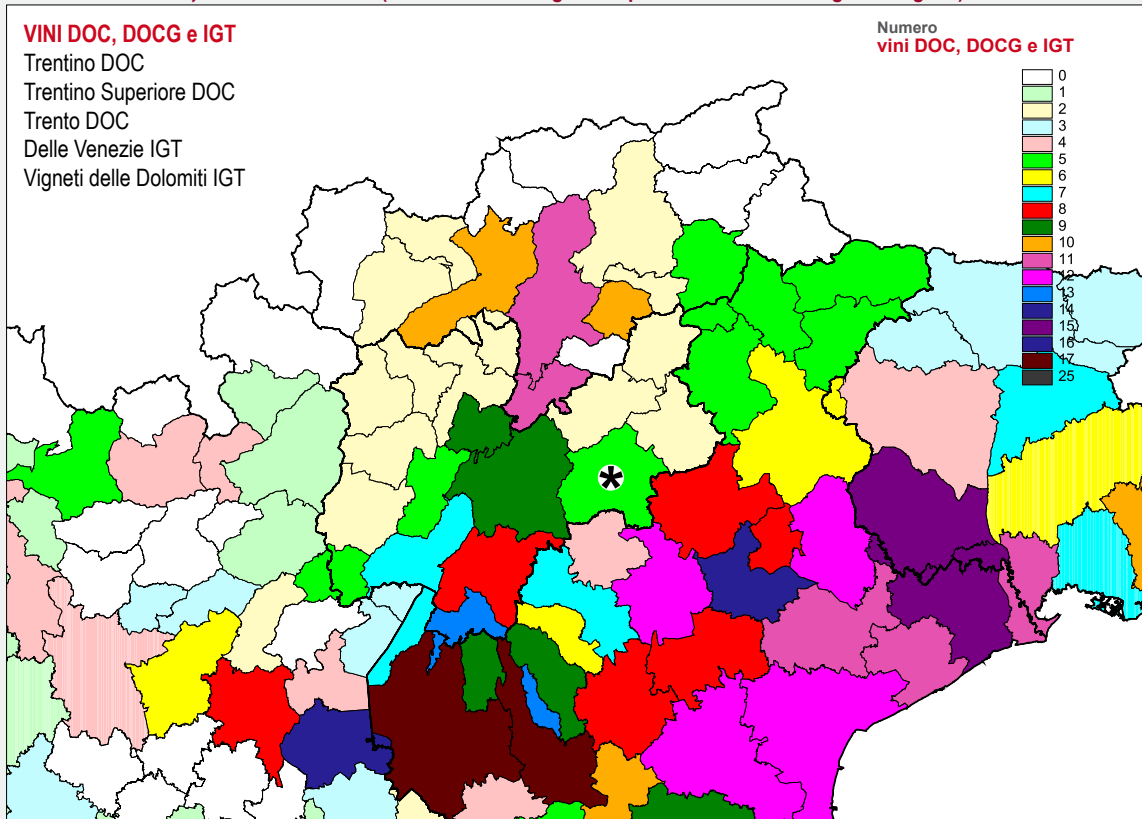 VINI DOC, DOCG e IGT
Trentino DOC
Trentino Superiore DOC
Trento DOC
Delle Venezie IGT
Vigneti delle Dolomiti IGT
Numero
vini DOC, DOCG e IGT
0
1
2
3
4
5
6
7
8
9
10
11
12
13
14
15
16
17
25
*